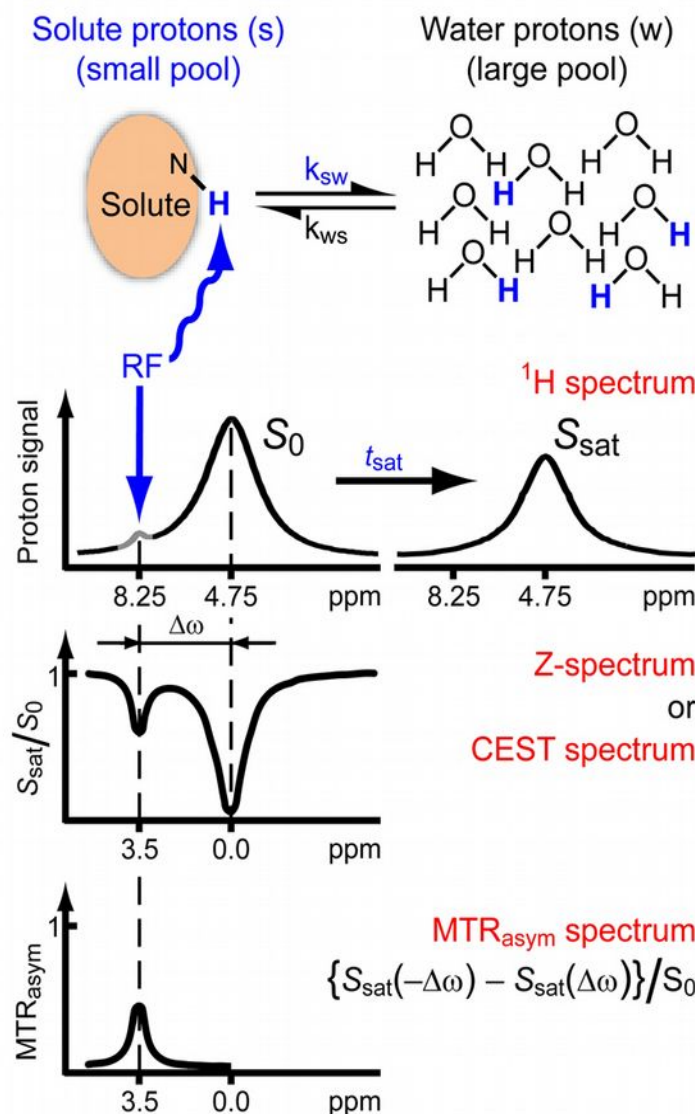 Solute protons (s)
(small pool)
Water protons (w)
(large pool)
N
H
Solute
k_sw
k_ws
O
H H
O
H H
O
H H
O
H H
O
H H
O
H H
O
H H
O
H H
RF
¹H spectrum
Proton signal
S₀
t_sat
S_sat
8.25 4.75 ppm
8.25 4.75 ppm
Δω
1
S_sat/S₀
Z-spectrum
or
CEST spectrum
3.5 0.0 ppm
1
MTR_asym
MTR_asym spectrum
{S_sat(−Δω) − S_sat(Δω)}/S₀
3.5 0.0 ppm